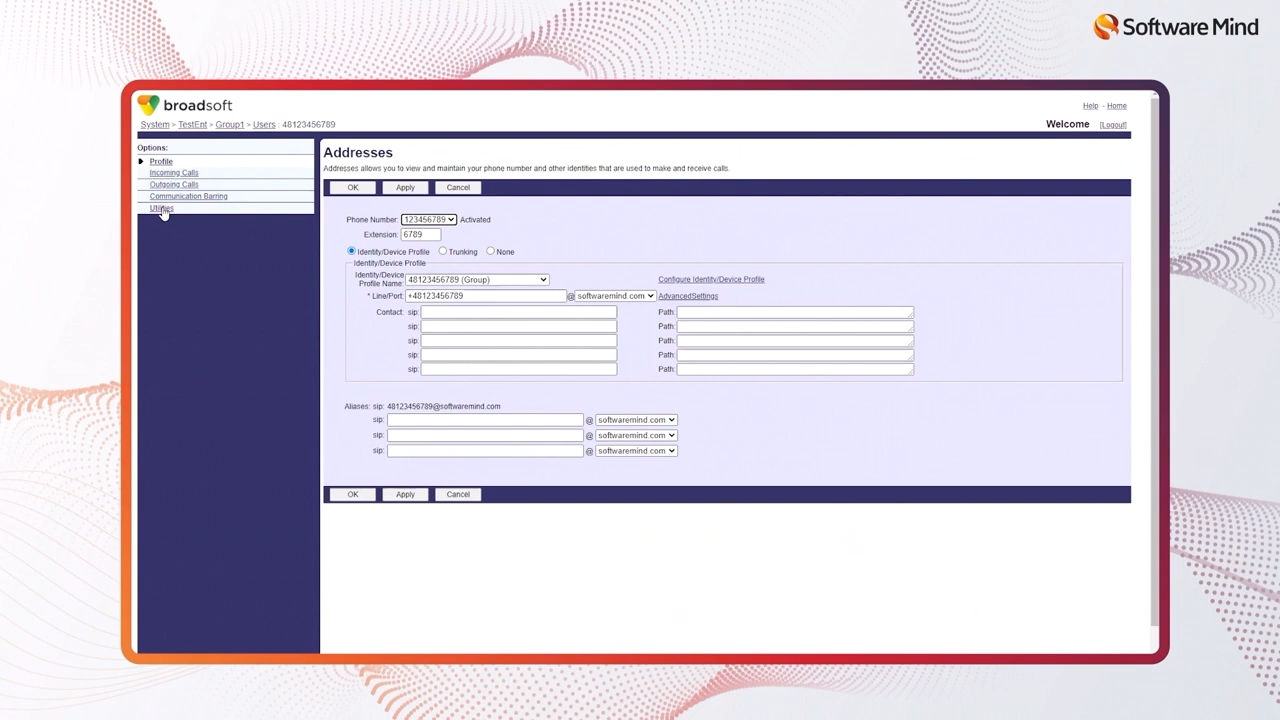 Software Mind
broadsoft
Help - Home
System > TestEnt > Group1 > Users : 48123456789
Welcome [Logout]
Options:
Profile
Incoming Calls
Outgoing Calls
Communication Barring
Utilities
Addresses
Addresses allows you to view and maintain your phone number and other identities that are used to make and receive calls.
OK Apply Cancel
Phone Number: 123456789 Activated
Extension: 6789
Identity/Device Profile Trunking None
Identity/Device Profile
Identity/Device
Profile Name: 48123456789 (Group) Configure Identity/Device Profile
* Line/Port: +48123456789 @ softwaremind.com AdvancedSettings
Contact: sip: Path:
sip: Path:
sip: Path:
sip: Path:
sip: Path:
Aliases: sip: 48123456789@softwaremind.com
sip: @ softwaremind.com
sip: @ softwaremind.com
sip: @ softwaremind.com
OK Apply Cancel